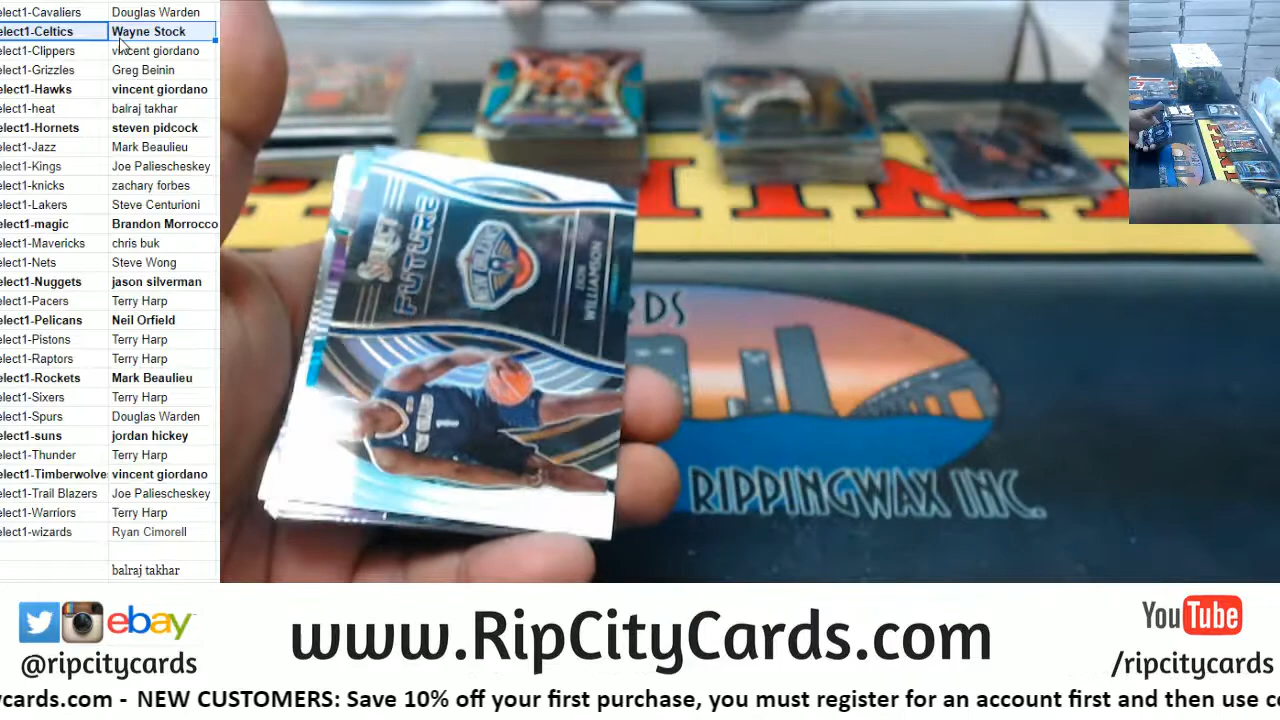 elect1-Cavaliers Douglas Warden
elect1-Celtics Wayne Stock
elect1-Clippers vincent giordano
elect1-Grizzles Greg Beinin
elect1-Hawks vincent giordano
elect1-heat balraj takhar
elect1-Hornets steven pidcock
elect1-Jazz Mark Beaulieu
elect1-Kings Joe Paliescheskey
elect1-knicks zachary forbes
elect1-Lakers Steve Centurioni
elect1-magic Brandon Morrocco
elect1-Mavericks chris buk
elect1-Nets Steve Wong
elect1-Nuggets jason silverman
elect1-Pacers Terry Harp
elect1-Pelicans Neil Orfield
elect1-Pistons Terry Harp
elect1-Raptors Terry Harp
elect1-Rockets Mark Beaulieu
elect1-Sixers Terry Harp
elect1-Spurs Douglas Warden
elect1-suns jordan hickey
elect1-Thunder Terry Harp
elect1-Timberwolve vincent giordano
elect1-Trail Blazers Joe Paliescheskey
elect1-Warriors Terry Harp
elect1-wizards Ryan Cimorell
balraj takhar
SELECT
FUTURE
NEW ORLEANS
ZION
WILLIAMSON
1
PANINI
RDS
RIPPINGWAX INC.
ebay
@ripcitycards
www.RipCityCards.com
YouTube
/ripcitycards
ycards.com - NEW CUSTOMERS: Save 10% off your first purchase, you must register for an account first and then use c